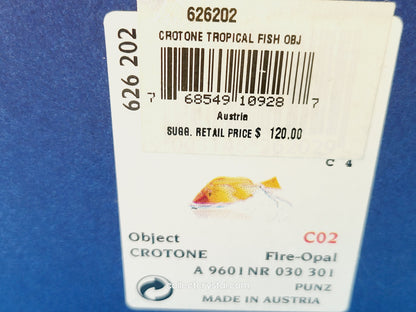 626202
CROTONE TROPICAL FISH OBJ
7 68549 10928 7
Austria
SUGG. RETAIL PRICE $ 120.00
626 202
C 4
Object C02
CROTONE Fire-Opal
A 9601 NR 030 301
PUNZ
MADE IN AUSTRIA